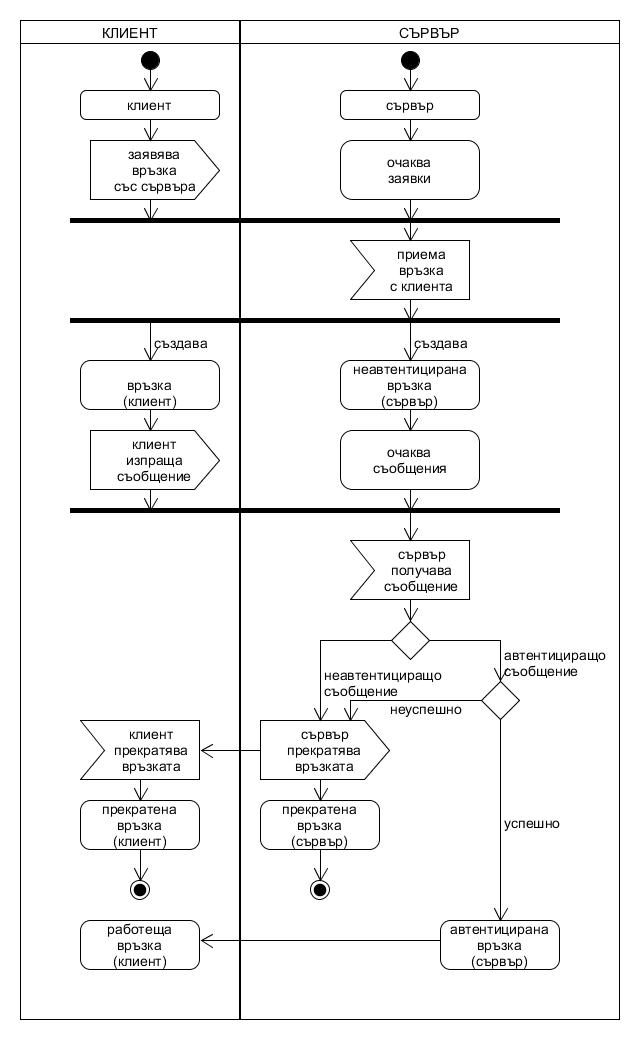 КЛИЕНТ
СЪРВЪР
клиент
сървър
заявява
връзка
със сървъра
очаква
заявки
приема
връзка
с клиента
създава
създава
връзка
(клиент)
неавтентицирана
връзка
(сървър)
клиент
изпраща
съобщение
очаква
съобщения
сървър
получава
съобщение
автентициращо
съобщение
неавтентициращо
съобщение
неуспешно
клиент
прекратява
връзката
сървър
прекратява
връзката
прекратена
връзка
(клиент)
прекратена
връзка
(сървър)
успешно
работеща
връзка
(клиент)
автентицирана
връзка
(сървър)